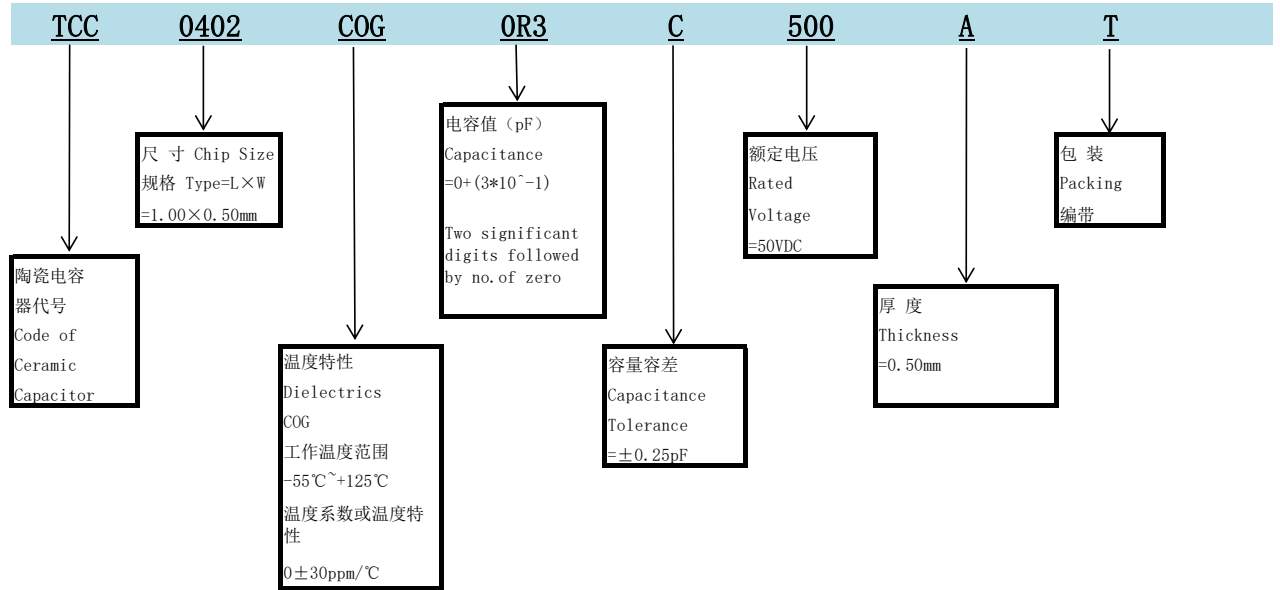 TCC 0402 COG 0R3 C 500 A T
陶瓷电容
器代号
Code of
Ceramic
Capacitor
尺 寸 Chip Size
规格 Type=L×W
=1.00×0.50mm
温度特性
Dielectrics
COG
工作温度范围
-55℃~+125℃
温度系数或温度特
性
0±30ppm/℃
电容值（pF）
Capacitance
=0+(3*10^-1)
Two significant
digits followed
by no.of zero
容量容差
Capacitance
Tolerance
=±0.25pF
额定电压
Rated
Voltage
=50VDC
厚 度
Thickness
=0.50mm
包 装
Packing
编带